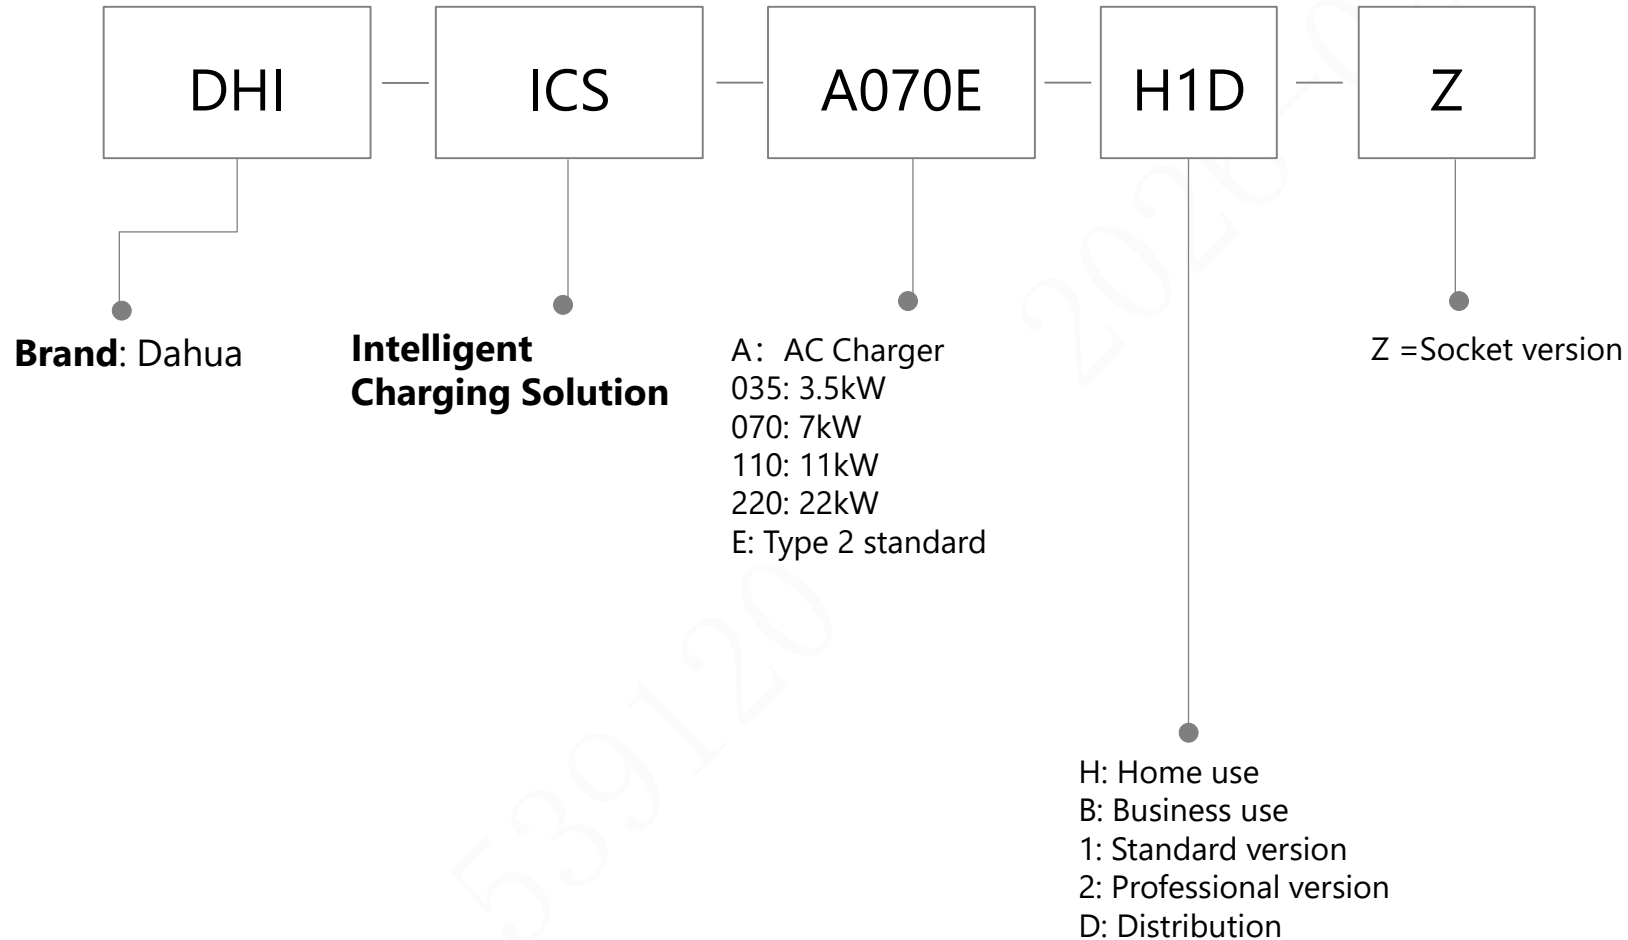 DHI
ICS
A070E
H1D
Z
Brand: Dahua
Intelligent
Charging Solution
A： AC Charger
035: 3.5kW
070: 7kW
110: 11kW
220: 22kW
E: Type 2 standard
Z =Socket version
H: Home use
B: Business use
1: Standard version
2: Professional version
D: Distribution
539120